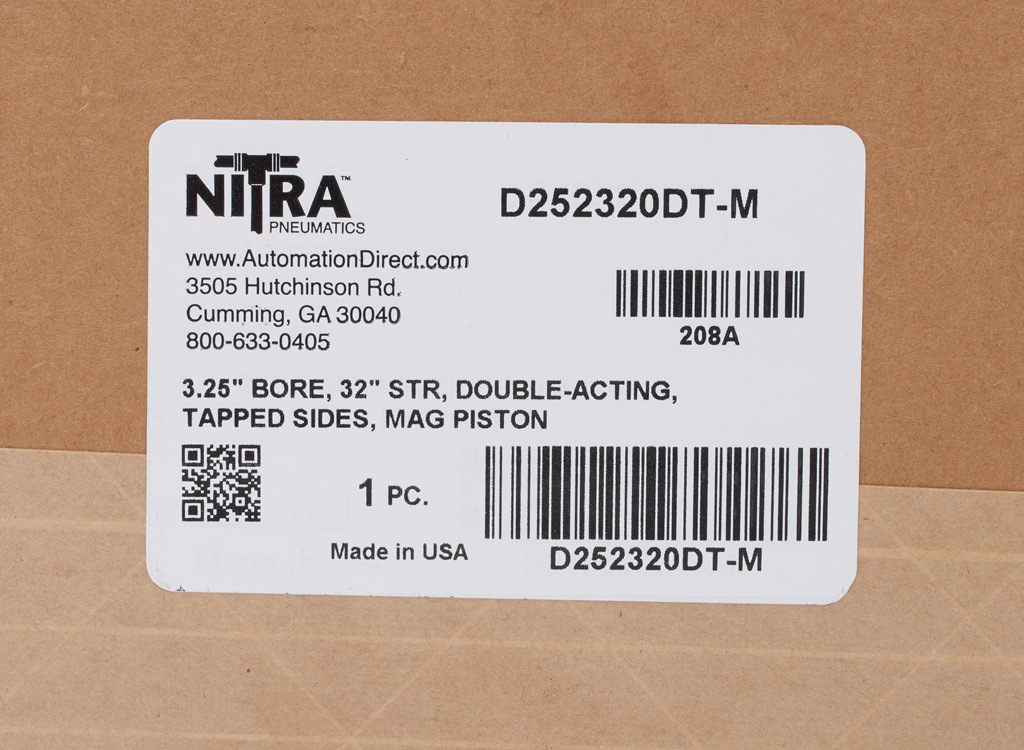 NITRA™
PNEUMATICS
D252320DT-M
www.AutomationDirect.com
3505 Hutchinson Rd.
Cumming, GA 30040
800-633-0405
208A
3.25" BORE, 32" STR, DOUBLE-ACTING,
TAPPED SIDES, MAG PISTON
1 PC.
Made in USA
D252320DT-M